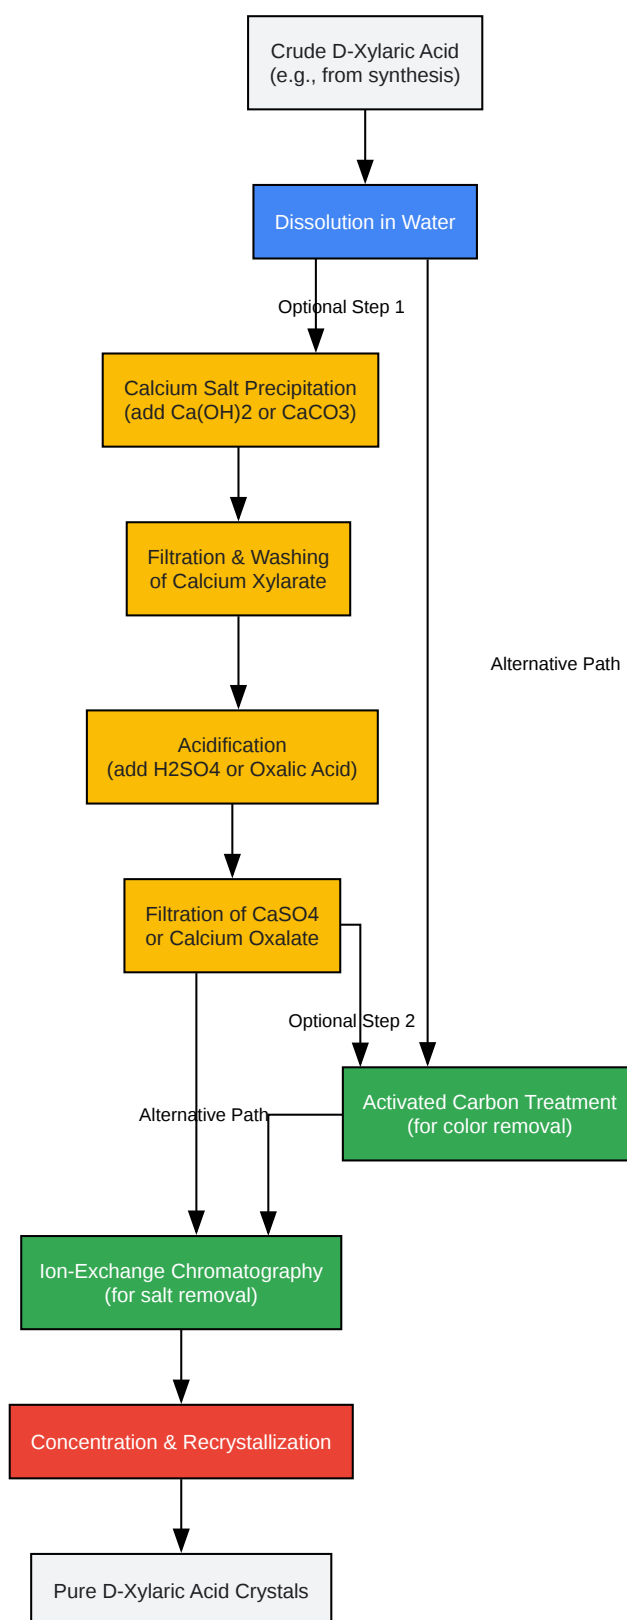 Crude D-Xylaric Acid
(e.g., from synthesis)
Dissolution in Water
Optional Step 1
Calcium Salt Precipitation
(add Ca(OH)2 or CaCO3)
Filtration & Washing
of Calcium Xylarate
Alternative Path
Acidification
(add H2SO4 or Oxalic Acid)
Filtration of CaSO4
or Calcium Oxalate
Optional Step 2
Activated Carbon Treatment
(for color removal)
Alternative Path
Ion-Exchange Chromatography
(for salt removal)
Concentration & Recrystallization
Pure D-Xylaric Acid Crystals